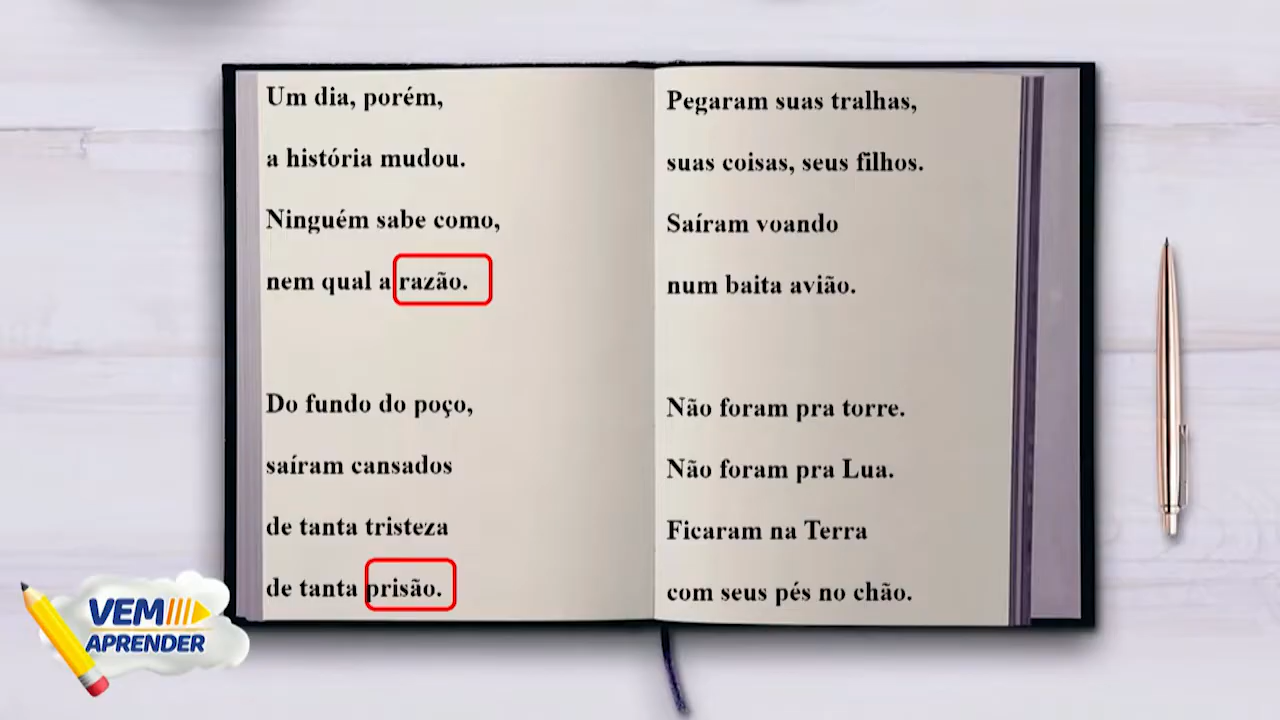 Um dia, porém,
a história mudou.
Ninguém sabe como,
nem qual a razão.
Do fundo do poço,
saíram cansados
de tanta tristeza
de tanta prisão.
Pegaram suas tralhas,
suas coisas, seus filhos.
Saíram voando
num baita avião.
Não foram pra torre.
Não foram pra Lua.
Ficaram na Terra
com seus pés no chão.
VEM
APRENDER